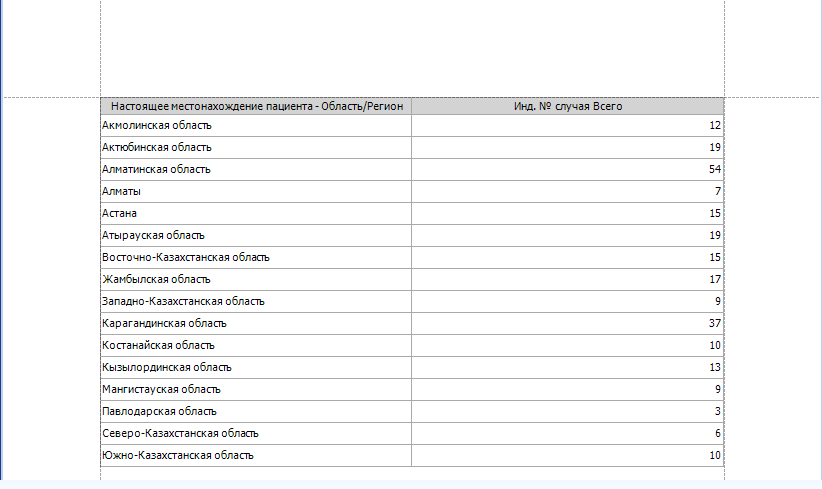 Настоящее местонахождение пациента - Область/Регион Инд. № случая Всего
Акмолинская область 12
Актюбинская область 19
Алматинская область 54
Алматы 7
Астана 15
Атырауская область 19
Восточно-Казахстанская область 15
Жамбылская область 17
Западно-Казахстанская область 9
Карагандинская область 37
Костанайская область 10
Кызылординская область 13
Мангистауская область 9
Павлодарская область 3
Северо-Казахстанская область 6
Южно-Казахстанская область 10